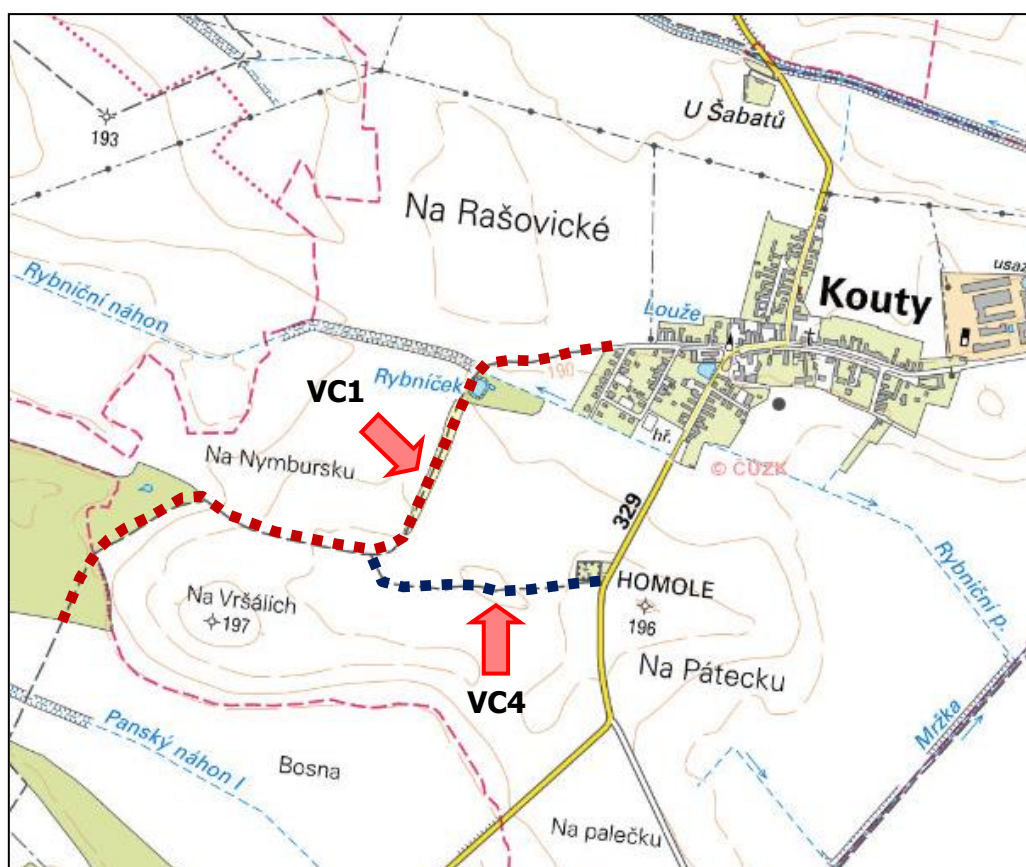 U Šabatů
193
Na Rašovické
usaz
Rybniční náhon
Louže
Kouty
190
Rybníček
VC1
hř.
Na Nymbursku
© ČÚZK
329
Rybniční p.
HOMOLE
Na Vršálích
197
196
Na Pátecku
VC4
Mržka
Panský náhon I
Bosna
Na palečku